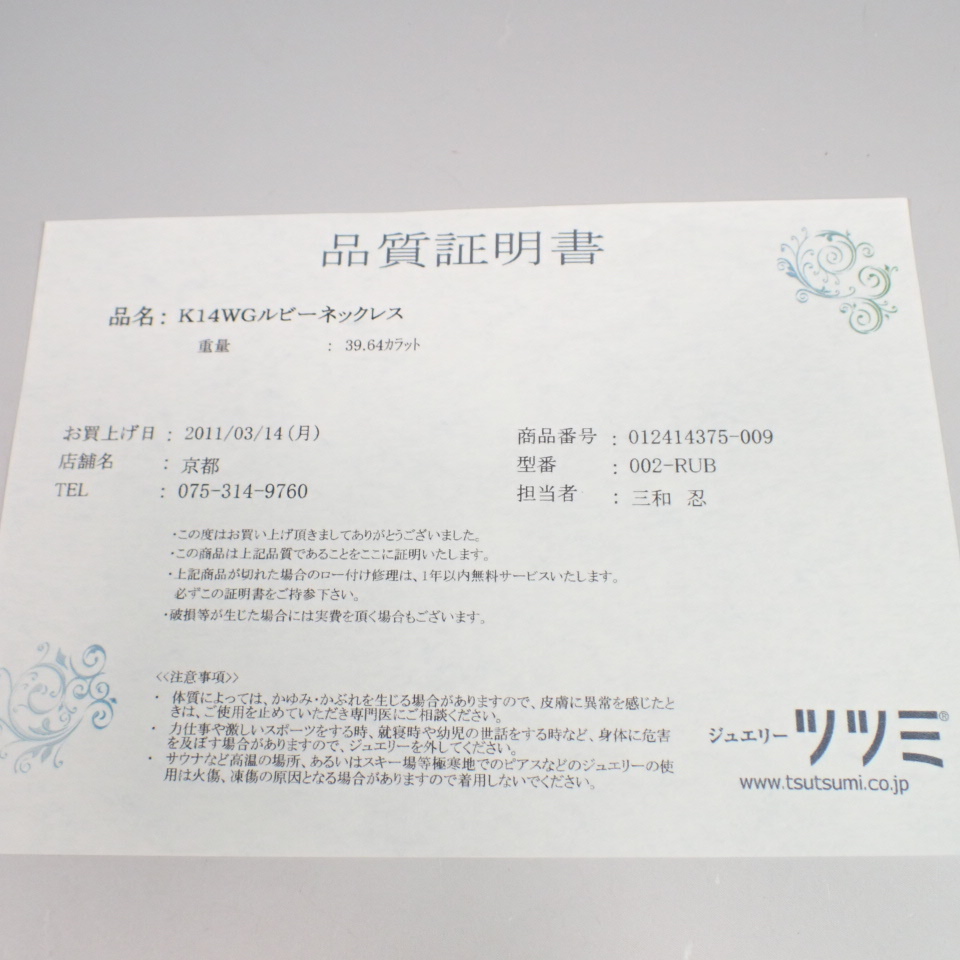 品質証明書
品名: K14WGルビーネックレス
重量 : 39.64カラット
お買上げ日 : 2011/03/14(月)
店舗名 : 京都
TEL : 075-314-9760
商品番号 : 012414375-009
型番 : 002-RUB
担当者 : 三和 忍
・この度はお買い上げ頂きましてありがとうございました。
・この商品は上記品質であることをここに証明いたします。
・上記商品が切れた場合のロー付け修理は、1年以内無料サービスいたします。
必ずこの証明書をご持参下さい。
・破損等が生じた場合には実費を頂く場合もございます。
<<注意事項>>
・ 体質によっては、かゆみ・かぶれを生じる場合がありますので、皮膚に異常を感じたと
きは、ご使用を止めていただき専門医にご相談ください。
・ 力仕事や激しいスポーツをする時、就寝時や幼児の世話をする時など、身体に危害
を及ぼす場合がありますので、ジュエリーを外してください。
・ サウナなど高温の場所、あるいはスキー場等極寒地でのピアスなどのジュエリーの使
用は火傷、凍傷の原因となる場合がありますので着用しないでください。
ジュエリー ツツミ®
www.tsutsumi.co.jp